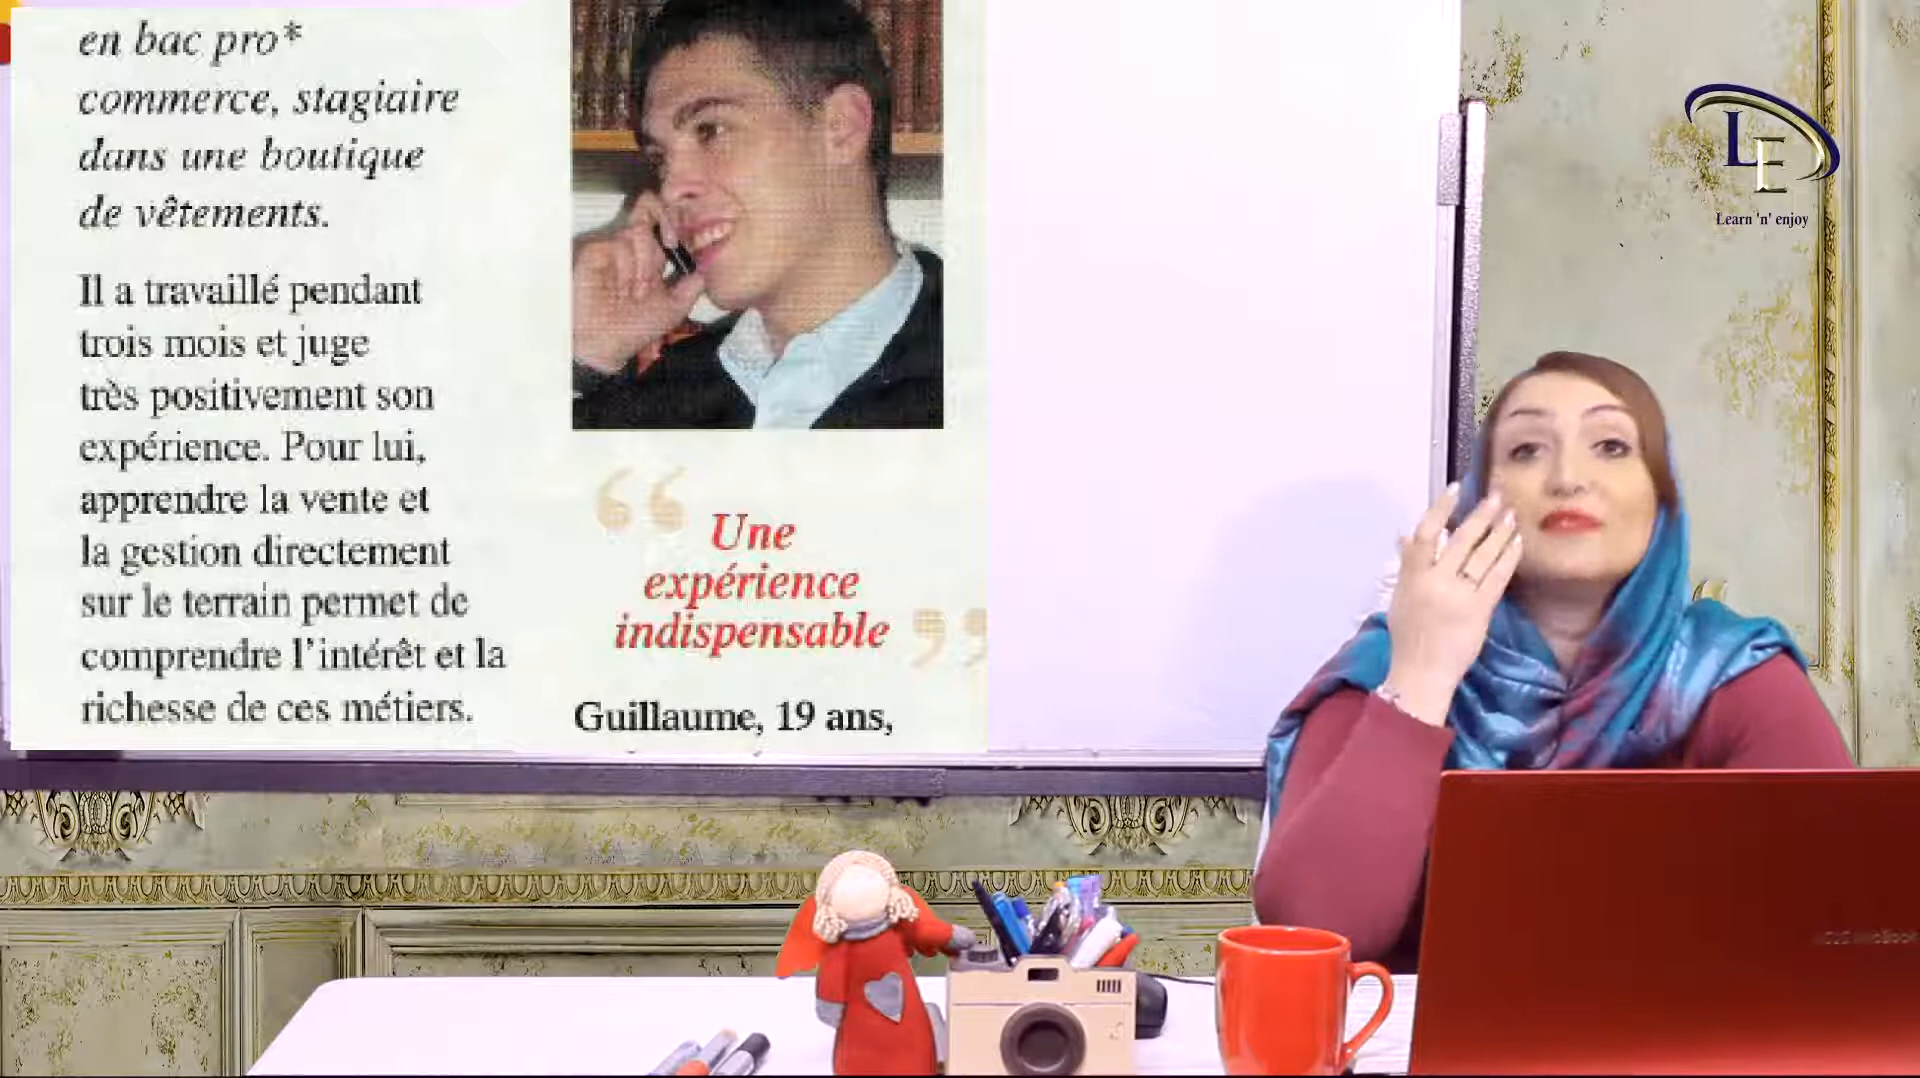 en bac pro*
commerce, stagiaire
dans une boutique
de vêtements.
Il a travaillé pendant
trois mois et juge
très positivement son
expérience. Pour lui,
apprendre la vente et
la gestion directement
sur le terrain permet de
comprendre l'intérêt et la
richesse de ces métiers.
“ Une
expérience
indispensable ”
Guillaume, 19 ans,
LE
Learn 'n' enjoy